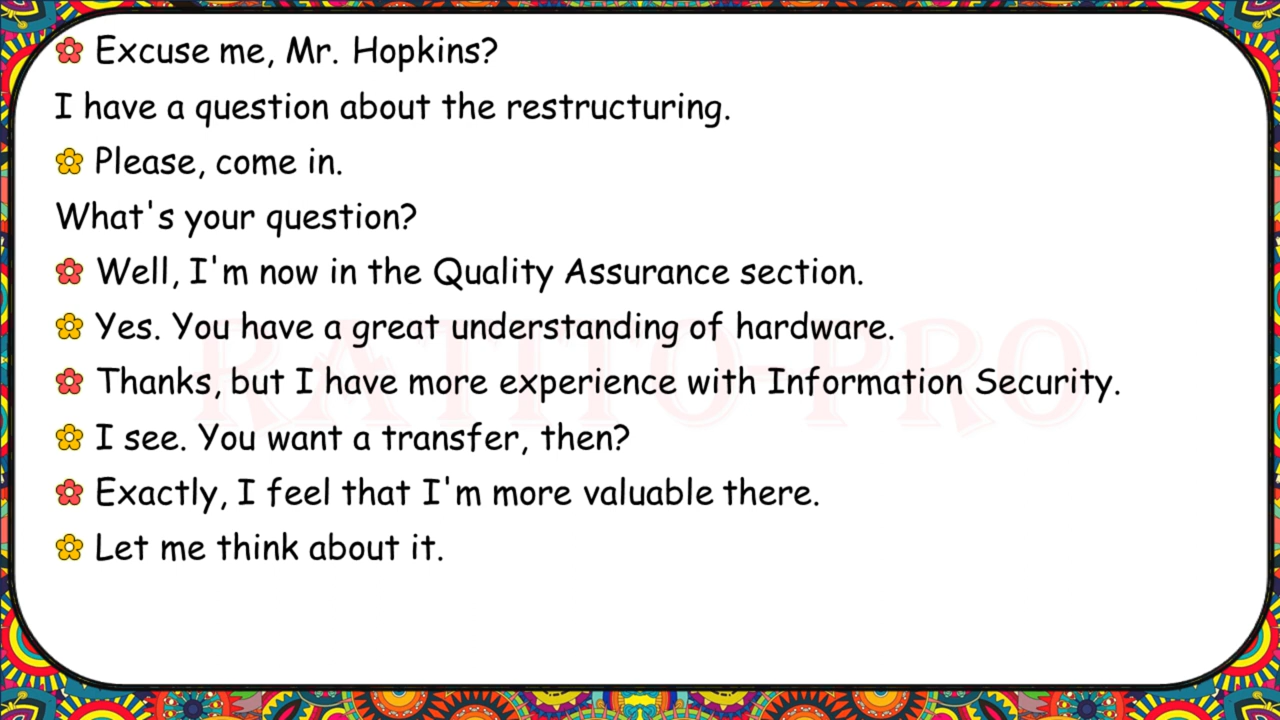 Excuse me, Mr. Hopkins?
I have a question about the restructuring.
Please, come in.
What's your question?
Well, I'm now in the Quality Assurance section.
Yes. You have a great understanding of hardware.
Thanks, but I have more experience with Information Security.
I see. You want a transfer, then?
Exactly, I feel that I'm more valuable there.
Let me think about it.